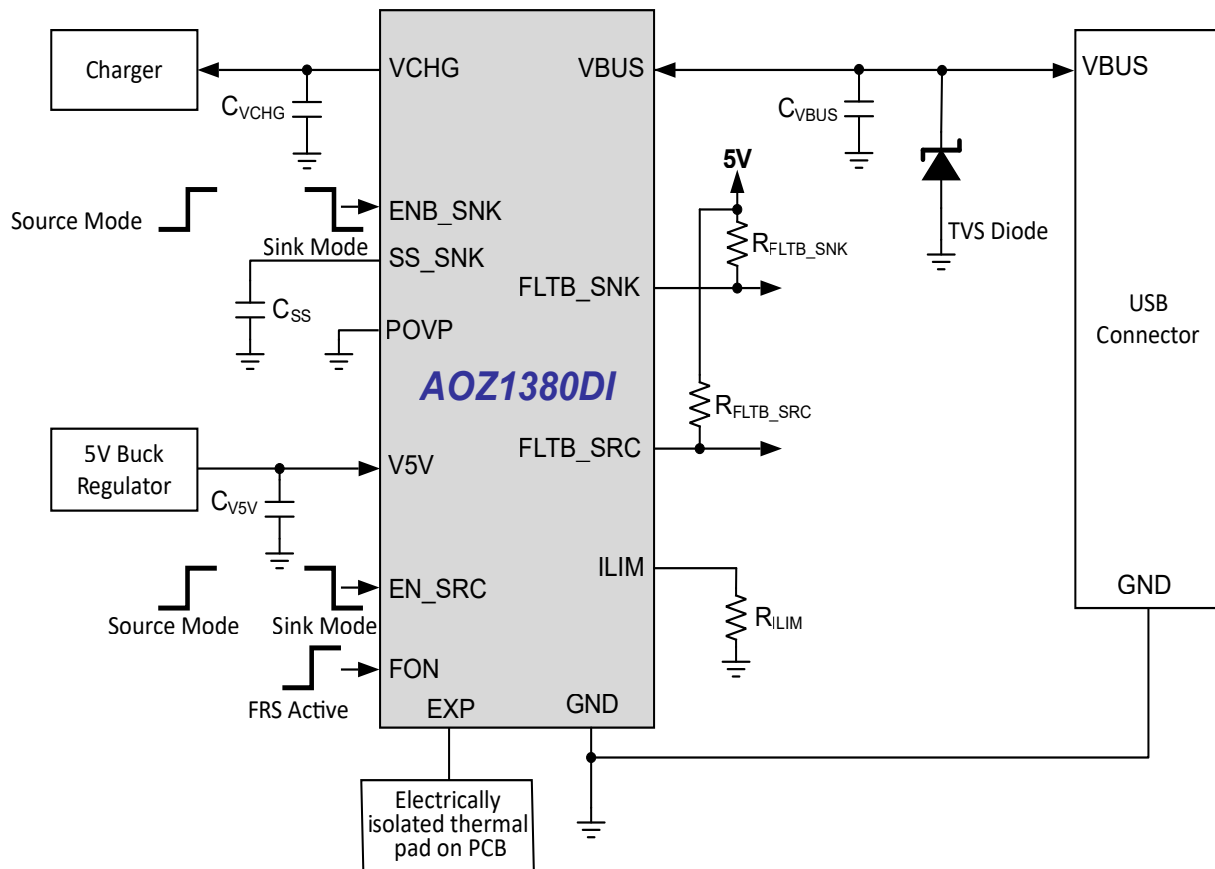 Charger
VCHG
VBUS
VBUS
CVCHG
CVBUS
5V
Source Mode
ENB_SNK
Sink Mode
RFLTB_SNK
TVS Diode
SS_SNK
FLTB_SNK
CSS
POVP
USB
Connector
AOZ1380DI
RFLTB_SRC
5V Buck
Regulator
V5V
FLTB_SRC
CV5V
ILIM
EN_SRC
GND
Source Mode
Sink Mode
RILIM
FON
FRS Active
EXP
GND
Electrically
isolated thermal
pad on PCB